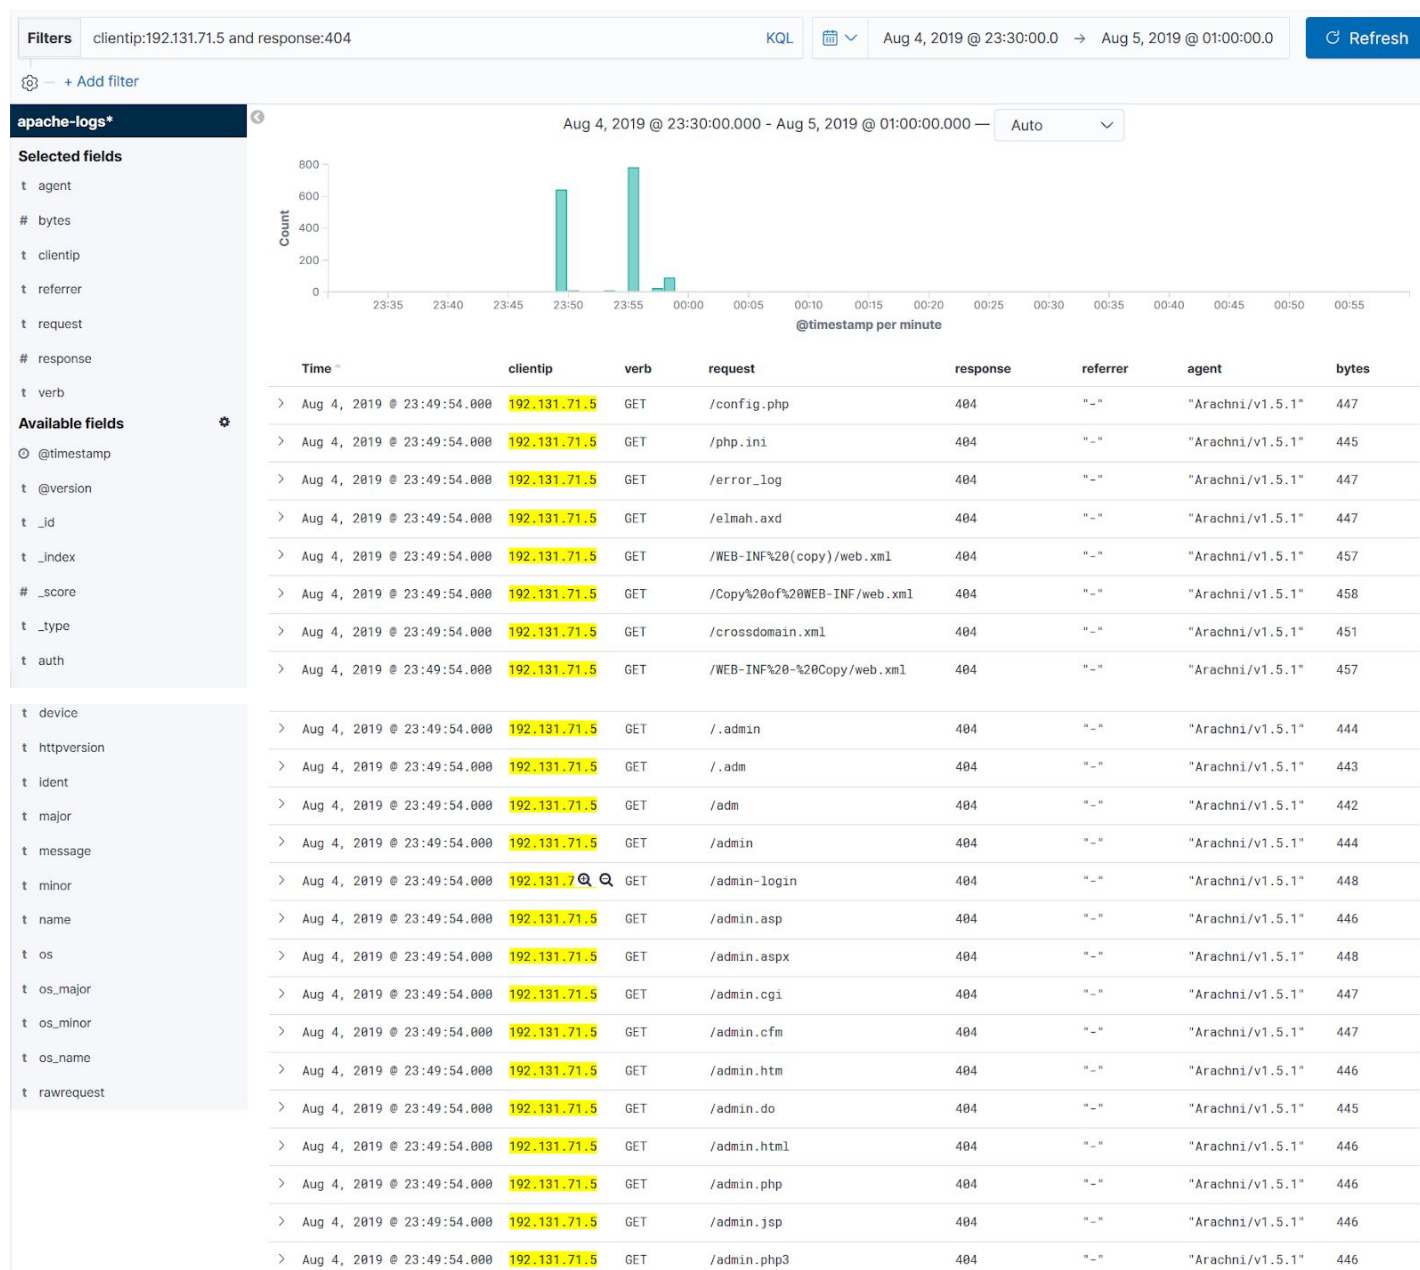 Filters clientip:192.131.71.5 and response:404 KQL Aug 4, 2019 @ 23:30:00.0 → Aug 5, 2019 @ 01:00:00.0 Refresh
+ Add filter
apache-logs*
Selected fields
t agent
# bytes
t clientip
t referrer
t request
# response
t verb
Available fields
@timestamp
t @version
t _id
t _index
# _score
t _type
t auth
t device
t httpversion
t ident
t major
t message
t minor
t name
t os
t os_major
t os_minor
t os_name
t rawrequest
Aug 4, 2019 @ 23:30:00.000 - Aug 5, 2019 @ 01:00:00.000 — Auto
Count
800
600
400
200
0
23:35 23:40 23:45 23:50 23:55 00:00 00:05 00:10 00:15 00:20 00:25 00:30 00:35 00:40 00:45 00:50 00:55
@timestamp per minute
Time clientip verb request response referrer agent bytes
> Aug 4, 2019 @ 23:49:54.000 192.131.71.5 GET /config.php 404 "-" "Arachni/v1.5.1" 447
> Aug 4, 2019 @ 23:49:54.000 192.131.71.5 GET /php.ini 404 "-" "Arachni/v1.5.1" 445
> Aug 4, 2019 @ 23:49:54.000 192.131.71.5 GET /error_log 404 "-" "Arachni/v1.5.1" 447
> Aug 4, 2019 @ 23:49:54.000 192.131.71.5 GET /elmah.axd 404 "-" "Arachni/v1.5.1" 447
> Aug 4, 2019 @ 23:49:54.000 192.131.71.5 GET /WEB-INF%20(copy)/web.xml 404 "-" "Arachni/v1.5.1" 457
> Aug 4, 2019 @ 23:49:54.000 192.131.71.5 GET /Copy%20of%20WEB-INF/web.xml 404 "-" "Arachni/v1.5.1" 458
> Aug 4, 2019 @ 23:49:54.000 192.131.71.5 GET /crossdomain.xml 404 "-" "Arachni/v1.5.1" 451
> Aug 4, 2019 @ 23:49:54.000 192.131.71.5 GET /WEB-INF%20-%20Copy/web.xml 404 "-" "Arachni/v1.5.1" 457
> Aug 4, 2019 @ 23:49:54.000 192.131.71.5 GET /.admin 404 "-" "Arachni/v1.5.1" 444
> Aug 4, 2019 @ 23:49:54.000 192.131.71.5 GET /.adm 404 "-" "Arachni/v1.5.1" 443
> Aug 4, 2019 @ 23:49:54.000 192.131.71.5 GET /adm 404 "-" "Arachni/v1.5.1" 442
> Aug 4, 2019 @ 23:49:54.000 192.131.71.5 GET /admin 404 "-" "Arachni/v1.5.1" 444
> Aug 4, 2019 @ 23:49:54.000 192.131.7 GET /admin-login 404 "-" "Arachni/v1.5.1" 448
> Aug 4, 2019 @ 23:49:54.000 192.131.71.5 GET /admin.asp 404 "-" "Arachni/v1.5.1" 446
> Aug 4, 2019 @ 23:49:54.000 192.131.71.5 GET /admin.aspx 404 "-" "Arachni/v1.5.1" 448
> Aug 4, 2019 @ 23:49:54.000 192.131.71.5 GET /admin.cgi 404 "-" "Arachni/v1.5.1" 447
> Aug 4, 2019 @ 23:49:54.000 192.131.71.5 GET /admin.cfm 404 "-" "Arachni/v1.5.1" 447
> Aug 4, 2019 @ 23:49:54.000 192.131.71.5 GET /admin.htm 404 "-" "Arachni/v1.5.1" 446
> Aug 4, 2019 @ 23:49:54.000 192.131.71.5 GET /admin.do 404 "-" "Arachni/v1.5.1" 445
> Aug 4, 2019 @ 23:49:54.000 192.131.71.5 GET /admin.html 404 "-" "Arachni/v1.5.1" 446
> Aug 4, 2019 @ 23:49:54.000 192.131.71.5 GET /admin.php 404 "-" "Arachni/v1.5.1" 446
> Aug 4, 2019 @ 23:49:54.000 192.131.71.5 GET /admin.jsp 404 "-" "Arachni/v1.5.1" 446
> Aug 4, 2019 @ 23:49:54.000 192.131.71.5 GET /admin.php3 404 "-" "Arachni/v1.5.1" 446